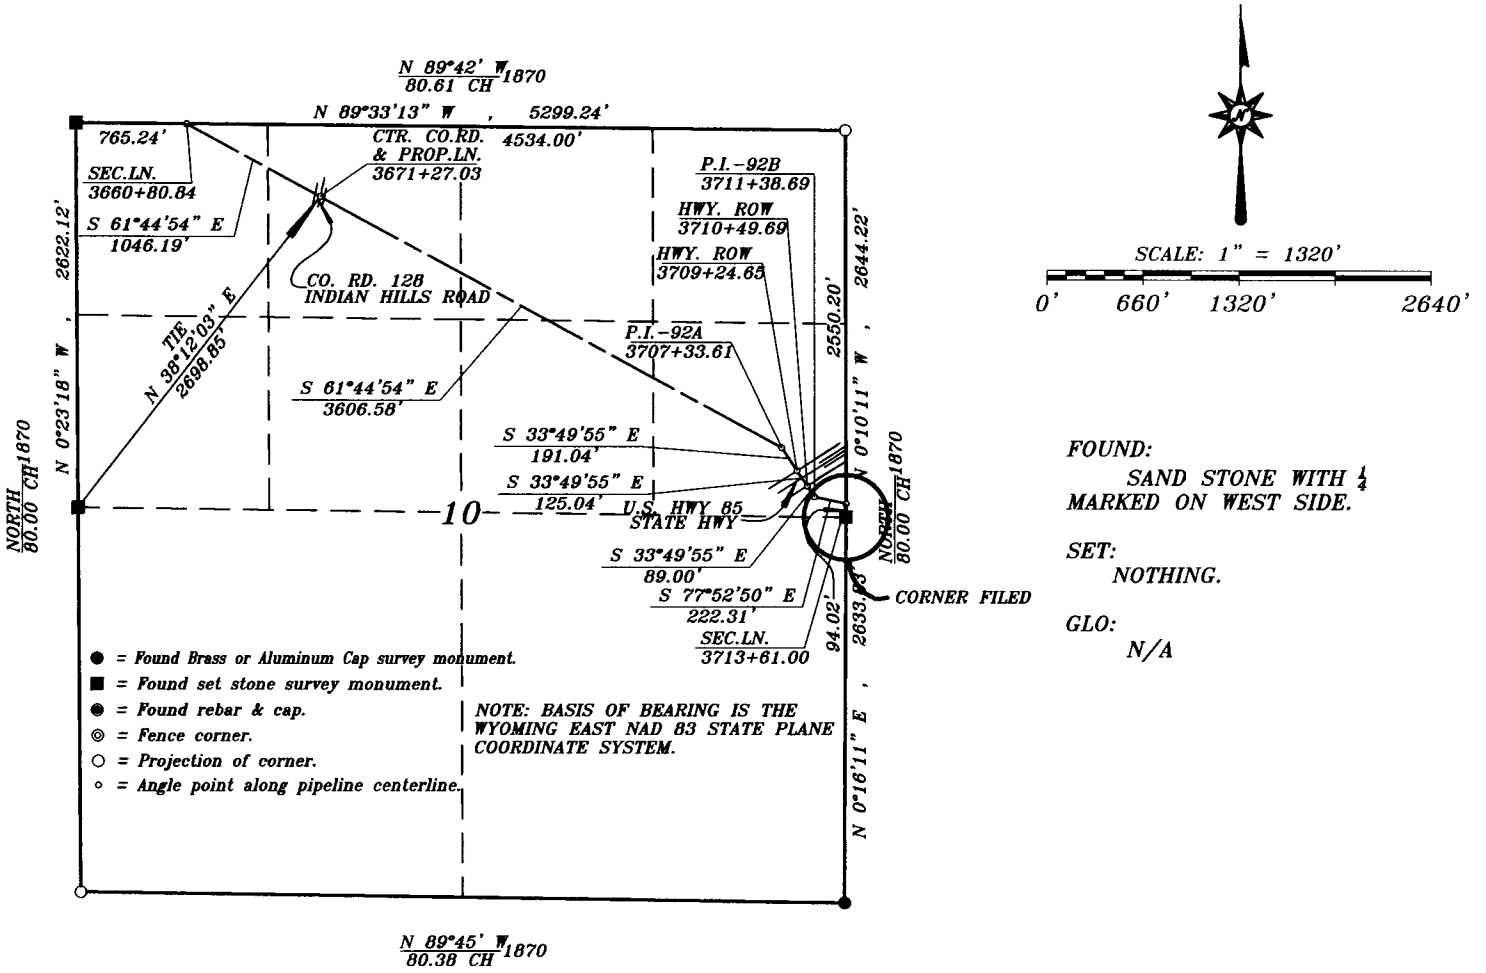 N 89°42' W 1870
80.61 CH
N 89°33'13" W , 5299.24'
765.24'
CTR. CO.RD.
& PROP.LN.
3671+27.03
4534.00'
SEC.LN.
3660+80.84
S 61°44'54" E
1046.19'
P.I.-92B
3711+38.69
HWY. ROW
3710+49.69
HWY. ROW
3709+24.65
CO. RD. 128
INDIAN HILLS ROAD
N 0°23'18" W , 2622.12'
TIE
N 38°12'03" E
2698.85'
P.I.-92A
3707+33.61
2550.20'
N 0°10'11" W , 2644.22'
S 61°44'54" E
3606.58'
S 33°49'55" E
191.04'
S 33°49'55" E
125.04'
NORTH 1870
80.00 CH
10
U.S. HWY 85
STATE HWY
NORTH 1870
80.00 CH
S 33°49'55" E
89.00'
S 77°52'50" E
222.31'
SEC.LN.
3713+61.00
94.02'
N 0°16'11" E , 2633.93'
CORNER FILED
● = Found Brass or Aluminum Cap survey monument.
■ = Found set stone survey monument.
= Found rebar & cap.
◎ = Fence corner.
○ = Projection of corner.
∘ = Angle point along pipeline centerline.
NOTE: BASIS OF BEARING IS THE
WYOMING EAST NAD 83 STATE PLANE
COORDINATE SYSTEM.
N 89°45' W 1870
80.38 CH
N
SCALE: 1" = 1320'
0' 660' 1320' 2640'
FOUND:
SAND STONE WITH 1/4
MARKED ON WEST SIDE.
SET:
NOTHING.
GLO:
N/A